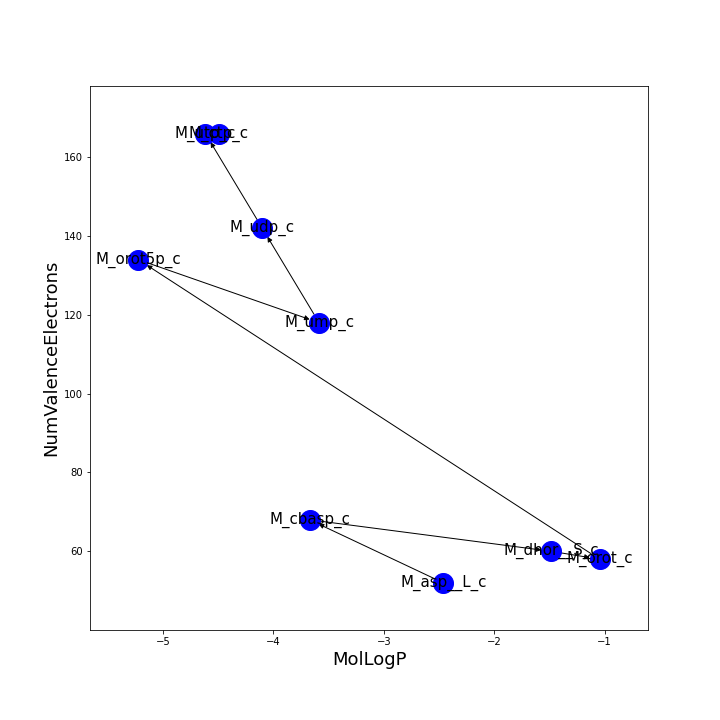 160
140
120
100
80
60
−5
−4
−3
−2
−1
NumValenceElectrons
MolLogP
M_udp_c
M_orot5p_c
M_ump_c
M_cbasp_c
M_dhor__S_c
M_orot_c
M_asp__L_c